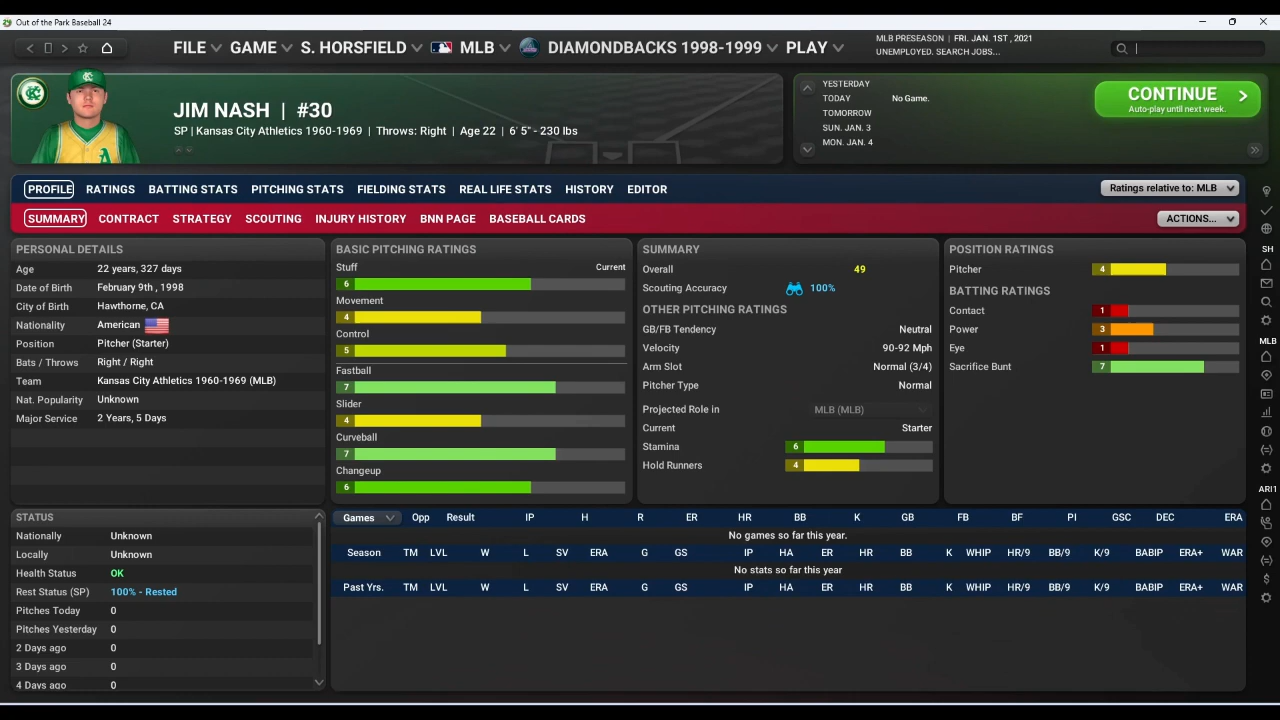 Out of the Park Baseball 24
FILE GAME S. HORSFIELD MLB DIAMONDBACKS 1998-1999 PLAY
MLB PRESEASON | FRI. JAN. 1ST , 2021
UNEMPLOYED. SEARCH JOBS...
JIM NASH | #30
SP | Kansas City Athletics 1960-1969 | Throws: Right | Age 22 | 6' 5" - 230 lbs
YESTERDAY
TODAY No Game.
TOMORROW
SUN. JAN. 3
MON. JAN. 4
CONTINUE
Auto-play until next week.
PROFILE RATINGS BATTING STATS PITCHING STATS FIELDING STATS REAL LIFE STATS HISTORY EDITOR
Ratings relative to: MLB
SUMMARY CONTRACT STRATEGY SCOUTING INJURY HISTORY BNN PAGE BASEBALL CARDS
ACTIONS...
PERSONAL DETAILS
Age 22 years, 327 days
Date of Birth February 9th , 1998
City of Birth Hawthorne, CA
Nationality American
Position Pitcher (Starter)
Bats / Throws Right / Right
Team Kansas City Athletics 1960-1969 (MLB)
Nat. Popularity Unknown
Major Service 2 Years, 5 Days
BASIC PITCHING RATINGS
Stuff Current
6
Movement
4
Control
5
Fastball
7
Slider
4
Curveball
7
Changeup
6
SUMMARY
Overall 49
Scouting Accuracy 100%
OTHER PITCHING RATINGS
GB/FB Tendency Neutral
Velocity 90-92 Mph
Arm Slot Normal (3/4)
Pitcher Type Normal
Projected Role in MLB (MLB)
Current Starter
Stamina 6
Hold Runners 4
POSITION RATINGS
Pitcher 4
BATTING RATINGS
Contact 1
Power 3
Eye 1
Sacrifice Bunt 7
SH
MLB
ARI1
STATUS
Nationally Unknown
Locally Unknown
Health Status OK
Rest Status (SP) 100% - Rested
Pitches Today 0
Pitches Yesterday 0
2 Days ago 0
3 Days ago 0
4 Days ago 0
Games Opp Result IP H R ER HR BB K GB FB BF PI GSC DEC ERA
No games so far this year.
Season TM LVL W L SV ERA G GS IP HA ER HR BB K WHIP HR/9 BB/9 K/9 BABIP ERA+ WAR
No stats so far this year
Past Yrs. TM LVL W L SV ERA G GS IP HA ER HR BB K WHIP HR/9 BB/9 K/9 BABIP ERA+ WAR